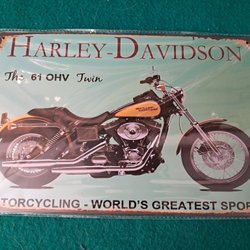 HARLEY-DAVIDSON
The 61 OHV Twin
TORCYCLING - WORLD'S GREATEST SPOR